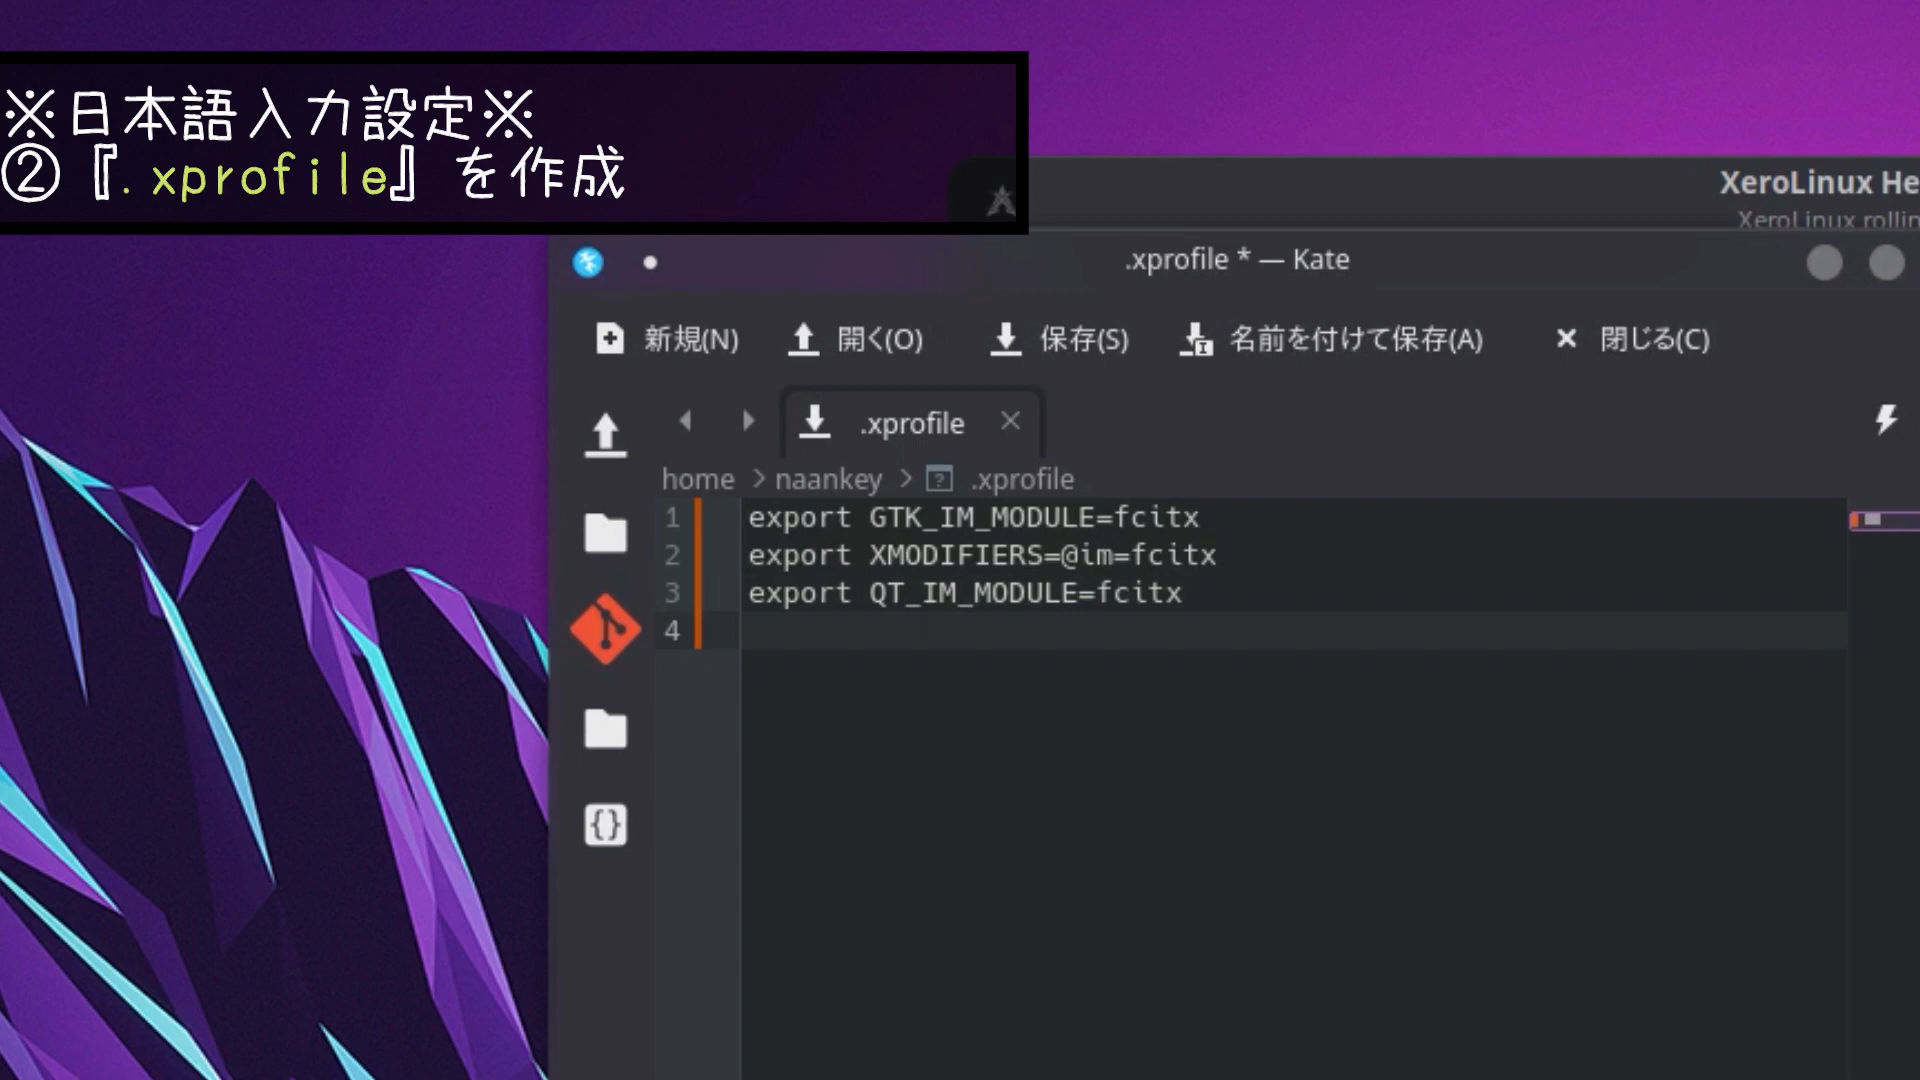 ※日本語入力設定※
②『.xprofile』を作成
XeroLinux He
XeroLinux rollin
.xprofile * — Kate
新規(N) 開く(O) 保存(S) 名前を付けて保存(A) 閉じる(C)
.xprofile
home > naankey > .xprofile
1 export GTK_IM_MODULE=fcitx
2 export XMODIFIERS=@im=fcitx
3 export QT_IM_MODULE=fcitx
4